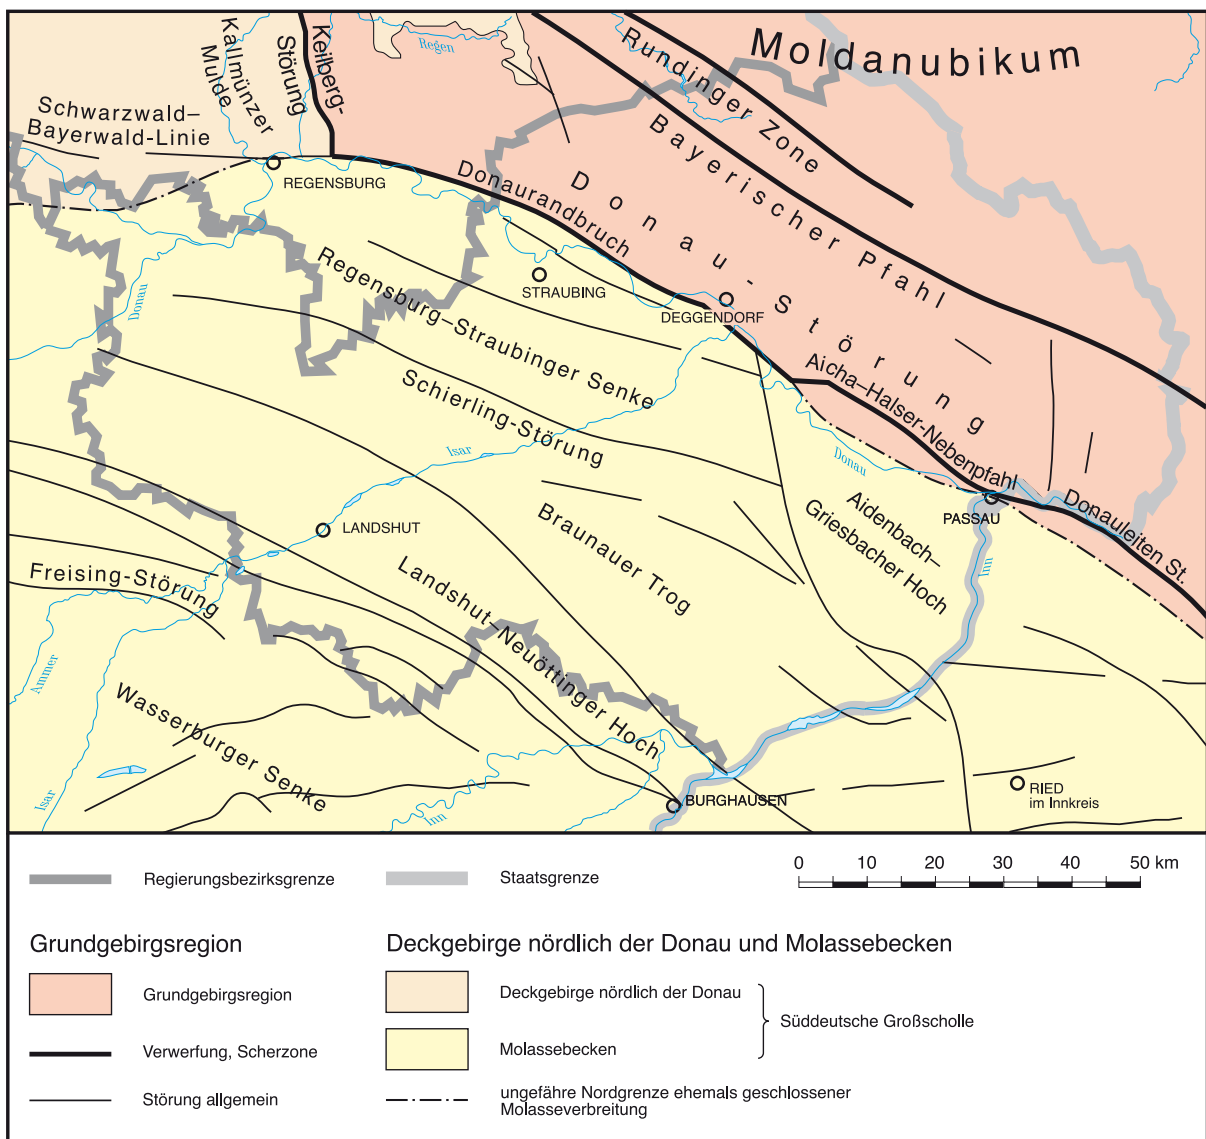 Moldanubikum
Rundinger Zone
Bayerischer Pfahl
Regen
Kallmünzer
Mulde
Keilberg-
Störung
Schwarzwald–
Bayerwald-Linie
REGENSBURG
Donaurandbruch
Donau-Störung
STRAUBING
DEGGENDORF
Donau
Regensburg–Straubinger Senke
Aicha–Halser-Nebenpfahl
Schierling-Störung
Isar
Donau
LANDSHUT
Braunauer Trog
Aidenbach–
Griesbacher Hoch
PASSAU
Donauleiten St.
Inn
Freising-Störung
Landshut–Neuöttinger Hoch
Ammer
Wasserburger Senke
Isar
Inn
BURGHAUSEN
RIED
im Innkreis
Regierungsbezirksgrenze
Staatsgrenze
0 10 20 30 40 50 km
Grundgebirgsregion
Grundgebirgsregion
Verwerfung, Scherzone
Störung allgemein
Deckgebirge nördlich der Donau und Molassebecken
Deckgebirge nördlich der Donau
Molassebecken
Süddeutsche Großscholle
ungefähre Nordgrenze ehemals geschlossener
Molasseverbreitung